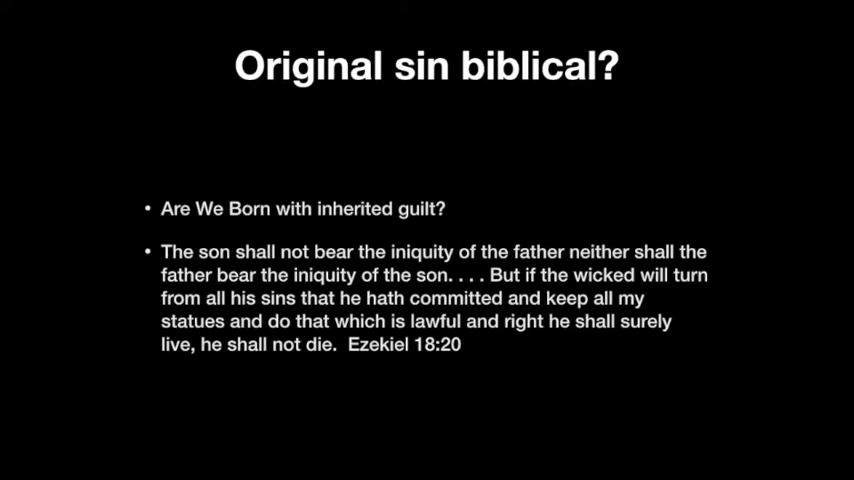 Original sin biblical?
• Are We Born with inherited guilt?
• The son shall not bear the iniquity of the father neither shall the
father bear the iniquity of the son. . . . But if the wicked will turn
from all his sins that he hath committed and keep all my
statues and do that which is lawful and right he shall surely
live, he shall not die.  Ezekiel 18:20